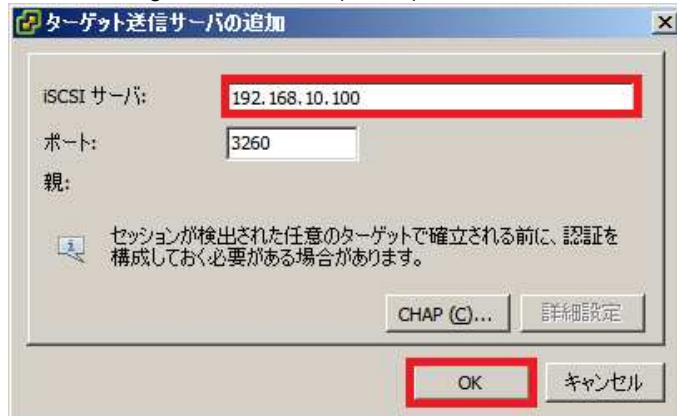 ターゲット送信サーバの追加
iSCSI サーバ:
192.168.10.100
ポート:
3260
親:
セッションが検出された任意のターゲットで確立される前に、認証を
構成しておく必要がある場合があります。
CHAP (C)...
詳細設定
OK
キャンセル